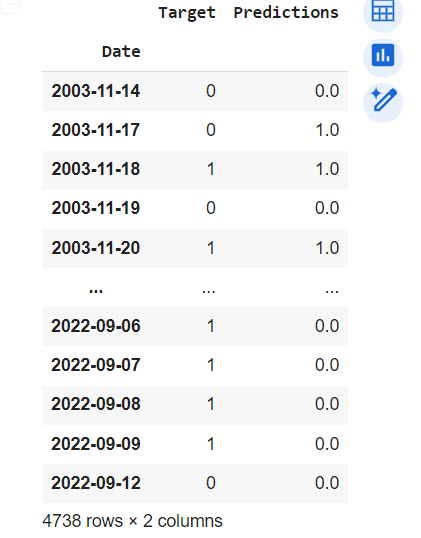 Target Predictions
Date
2003-11-14 0 0.0
2003-11-17 0 1.0
2003-11-18 1 1.0
2003-11-19 0 0.0
2003-11-20 1 1.0
... ... ...
2022-09-06 1 0.0
2022-09-07 1 0.0
2022-09-08 1 0.0
2022-09-09 1 0.0
2022-09-12 0 0.0
4738 rows × 2 columns